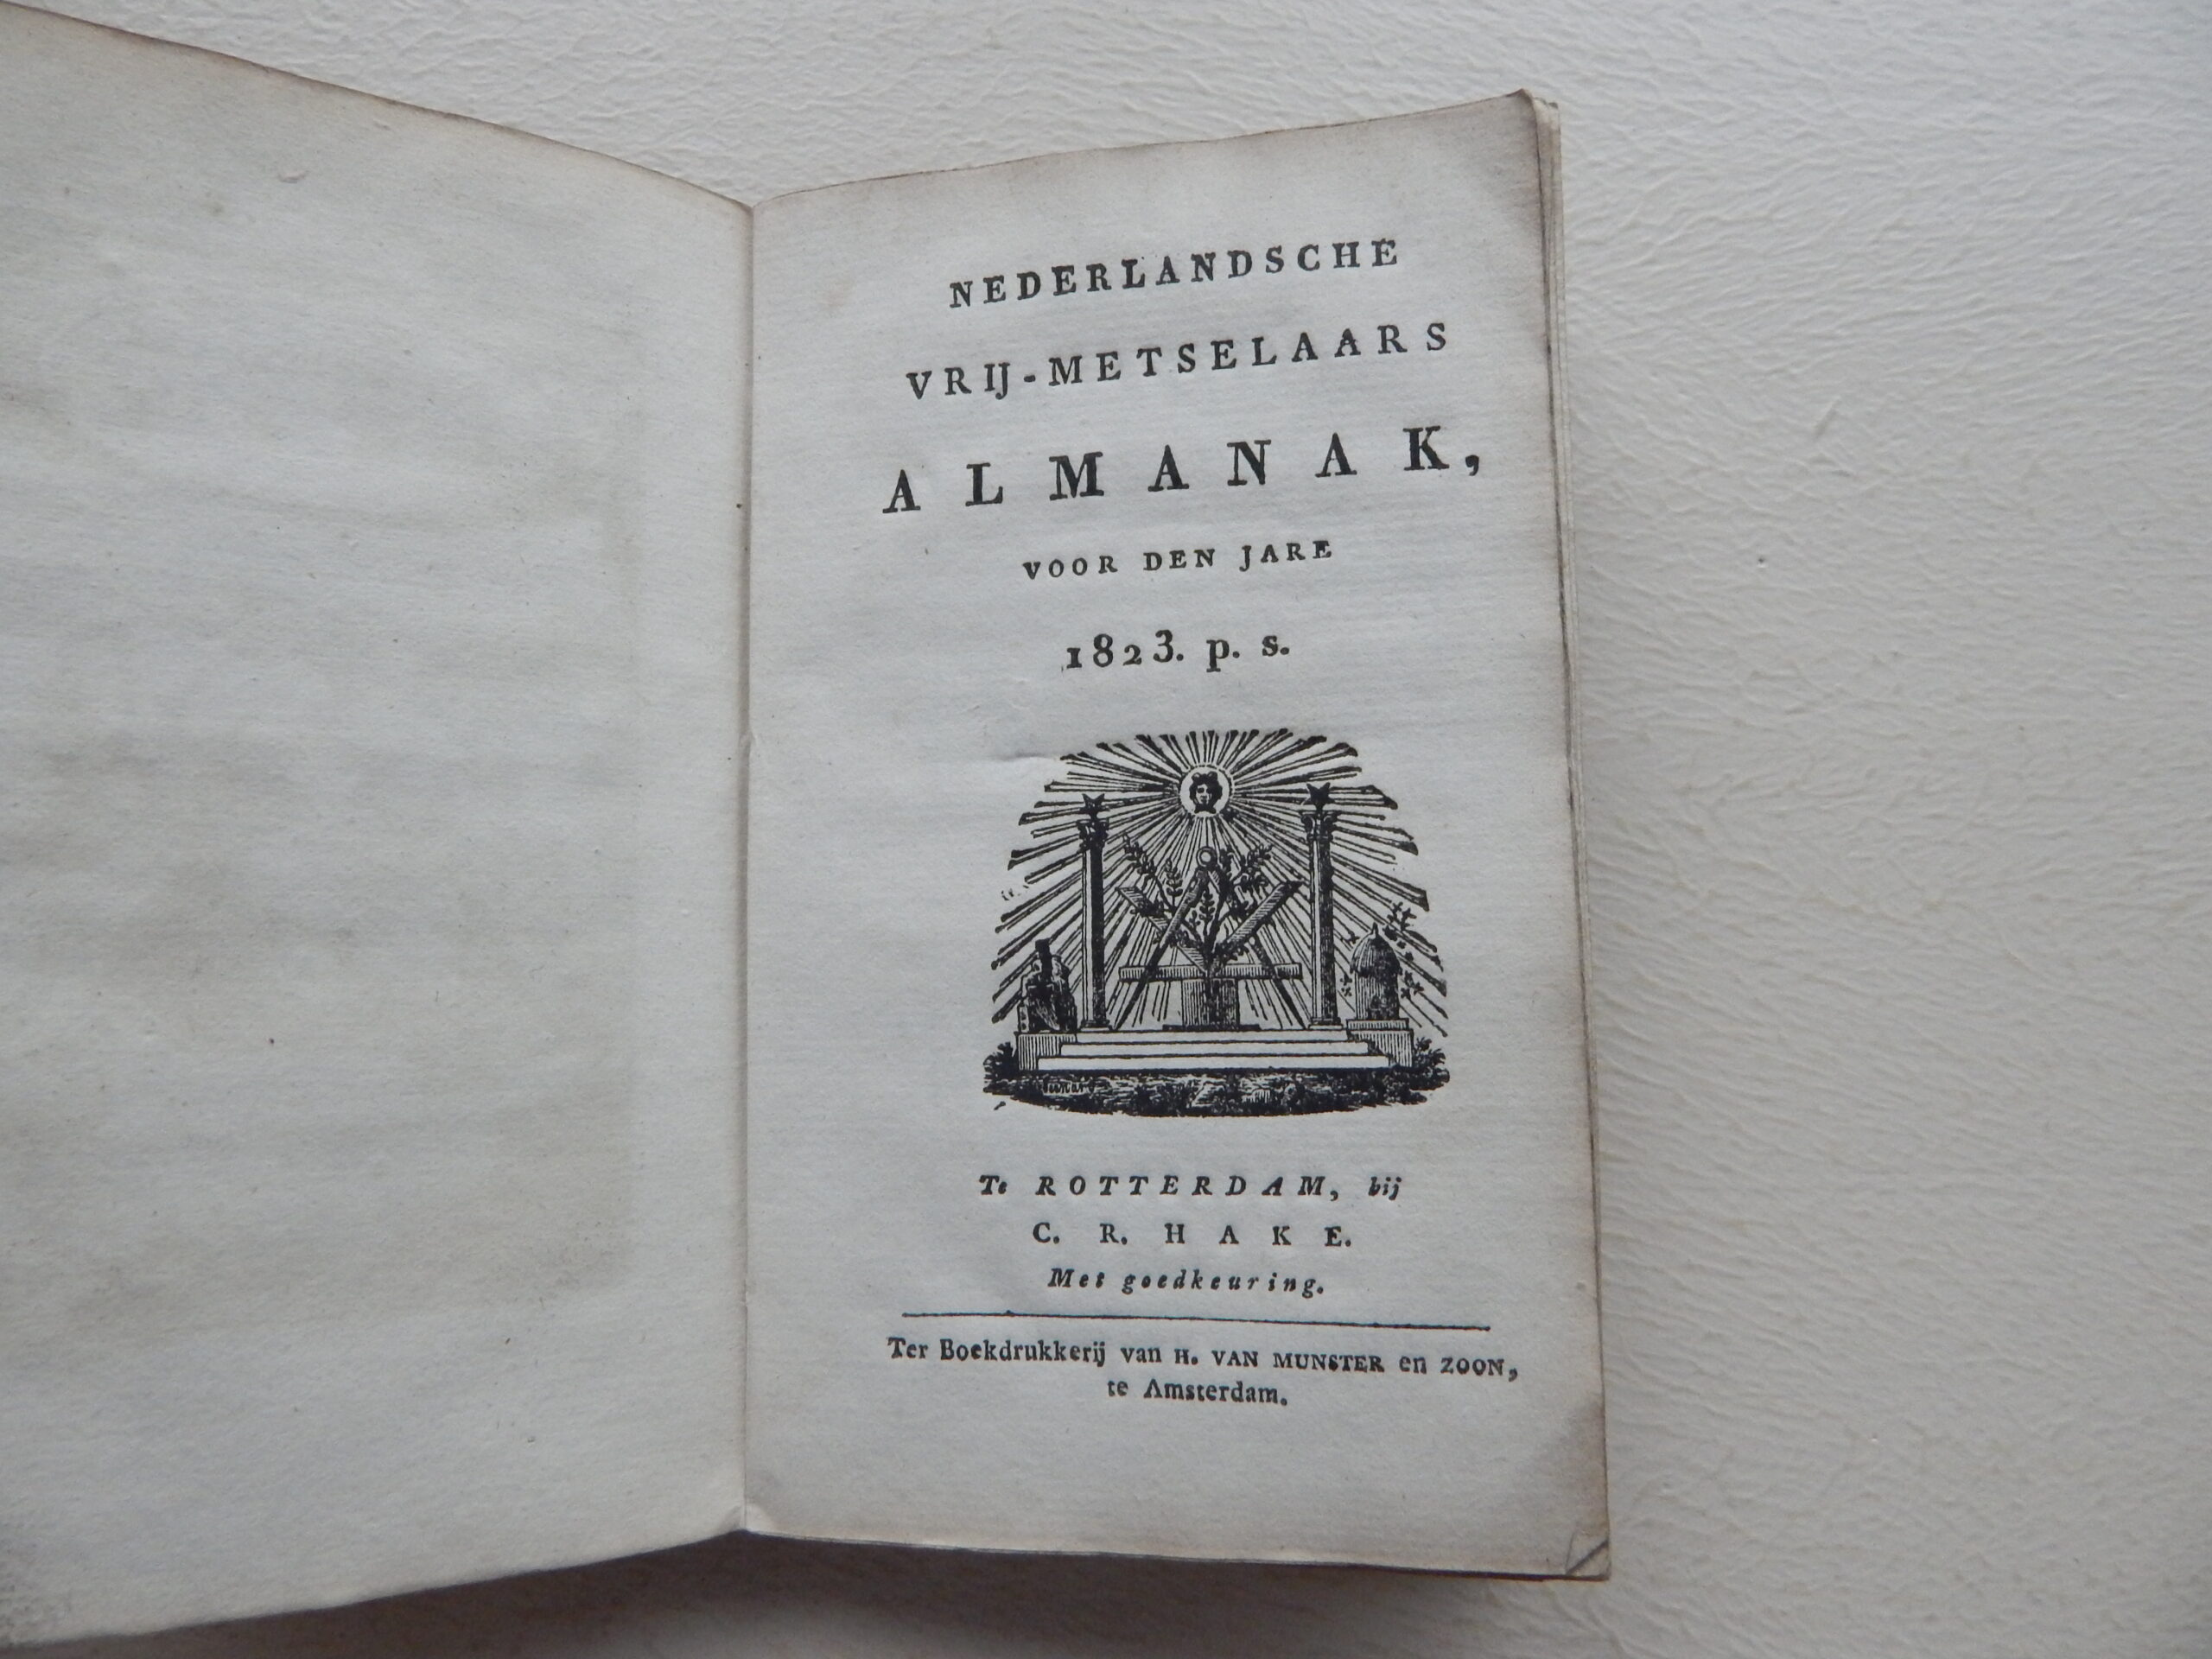 NEDERLANDSCHE
VRIJ-METSELAARS
ALMANAK,
VOOR DEN JARE
1823. p. s.
Te ROTTERDAM, bij
C. R. HAKE.
Met goedkeuring.
Ter Boekdrukkerij van H. VAN MUNSTER en ZOON,
te Amsterdam.